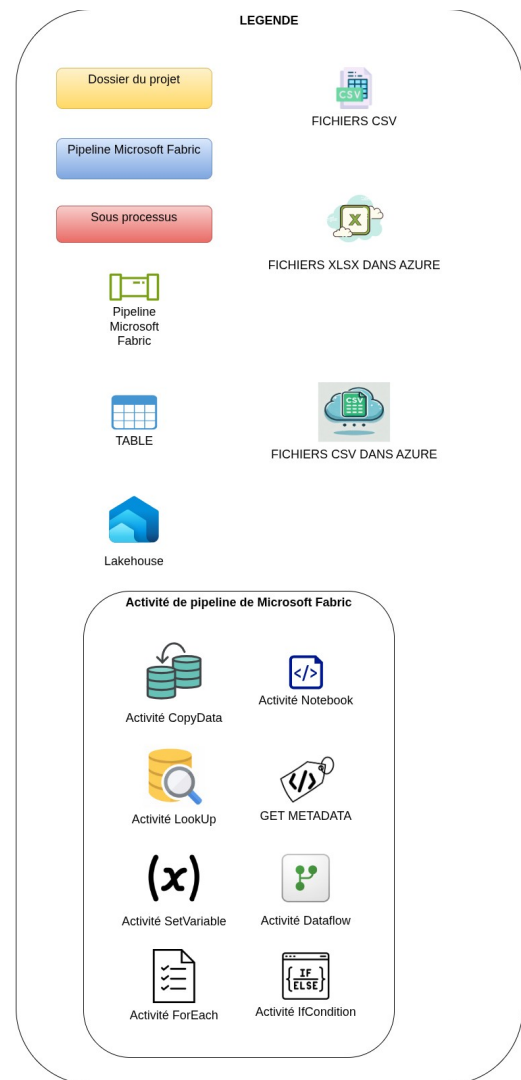 LEGENDE
Dossier du projet
CSV
FICHIERS CSV
Pipeline Microsoft Fabric
Sous processus
X
FICHIERS XLSX DANS AZURE
Pipeline
Microsoft
Fabric
CSV
TABLE
FICHIERS CSV DANS AZURE
Lakehouse
Activité de pipeline de Microsoft Fabric
Activité CopyData
</>
Activité Notebook
Activité LookUp
</>
GET METADATA
(x)
Activité SetVariable
Activité Dataflow
Activité ForEach
{IF
ELSE}
Activité IfCondition